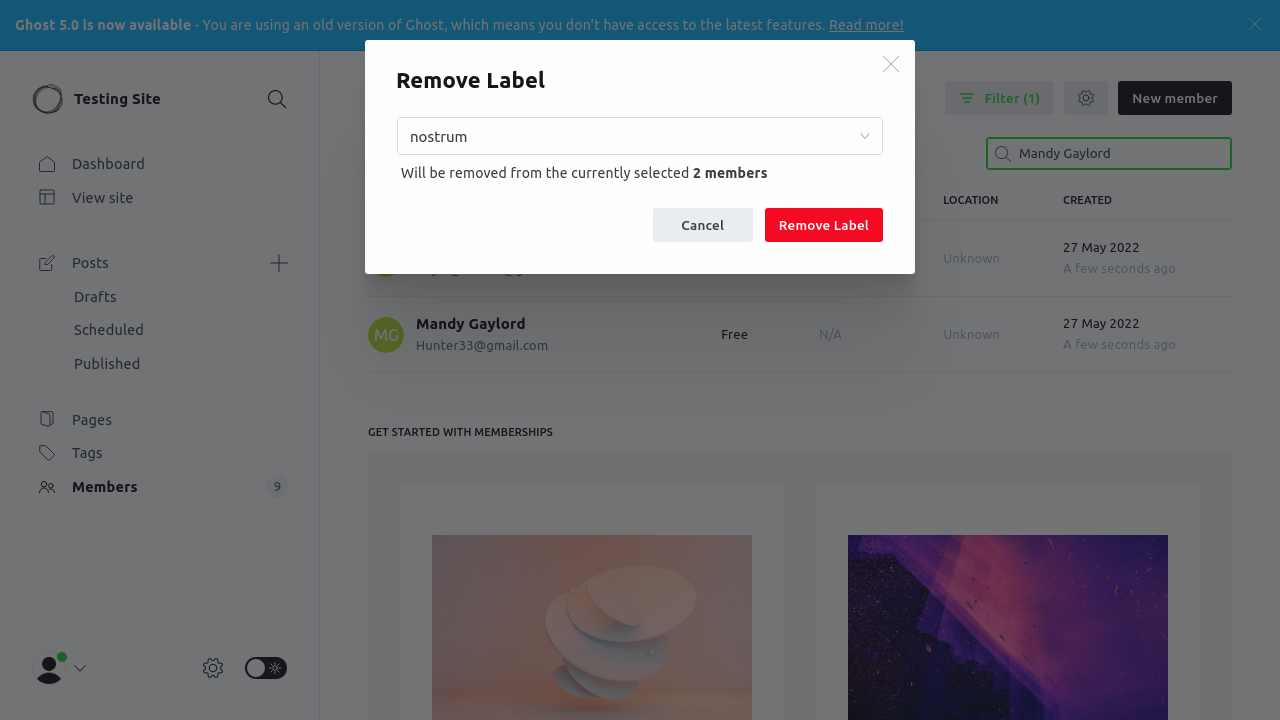 Ghost 5.0 is now available - You are using an old version of Ghost, which means you don't have access to the latest features. Read more!
Testing Site
Dashboard
View site
Posts
Drafts
Scheduled
Published
Pages
Tags
Members 9
Remove Label
nostrum
Will be removed from the currently selected 2 members
Cancel
Remove Label
Filter (1)
New member
Mandy Gaylord
LOCATION
CREATED
Unknown
27 May 2022
A few seconds ago
MG
Mandy Gaylord
Hunter33@gmail.com
Free
N/A
Unknown
27 May 2022
A few seconds ago
GET STARTED WITH MEMBERSHIPS